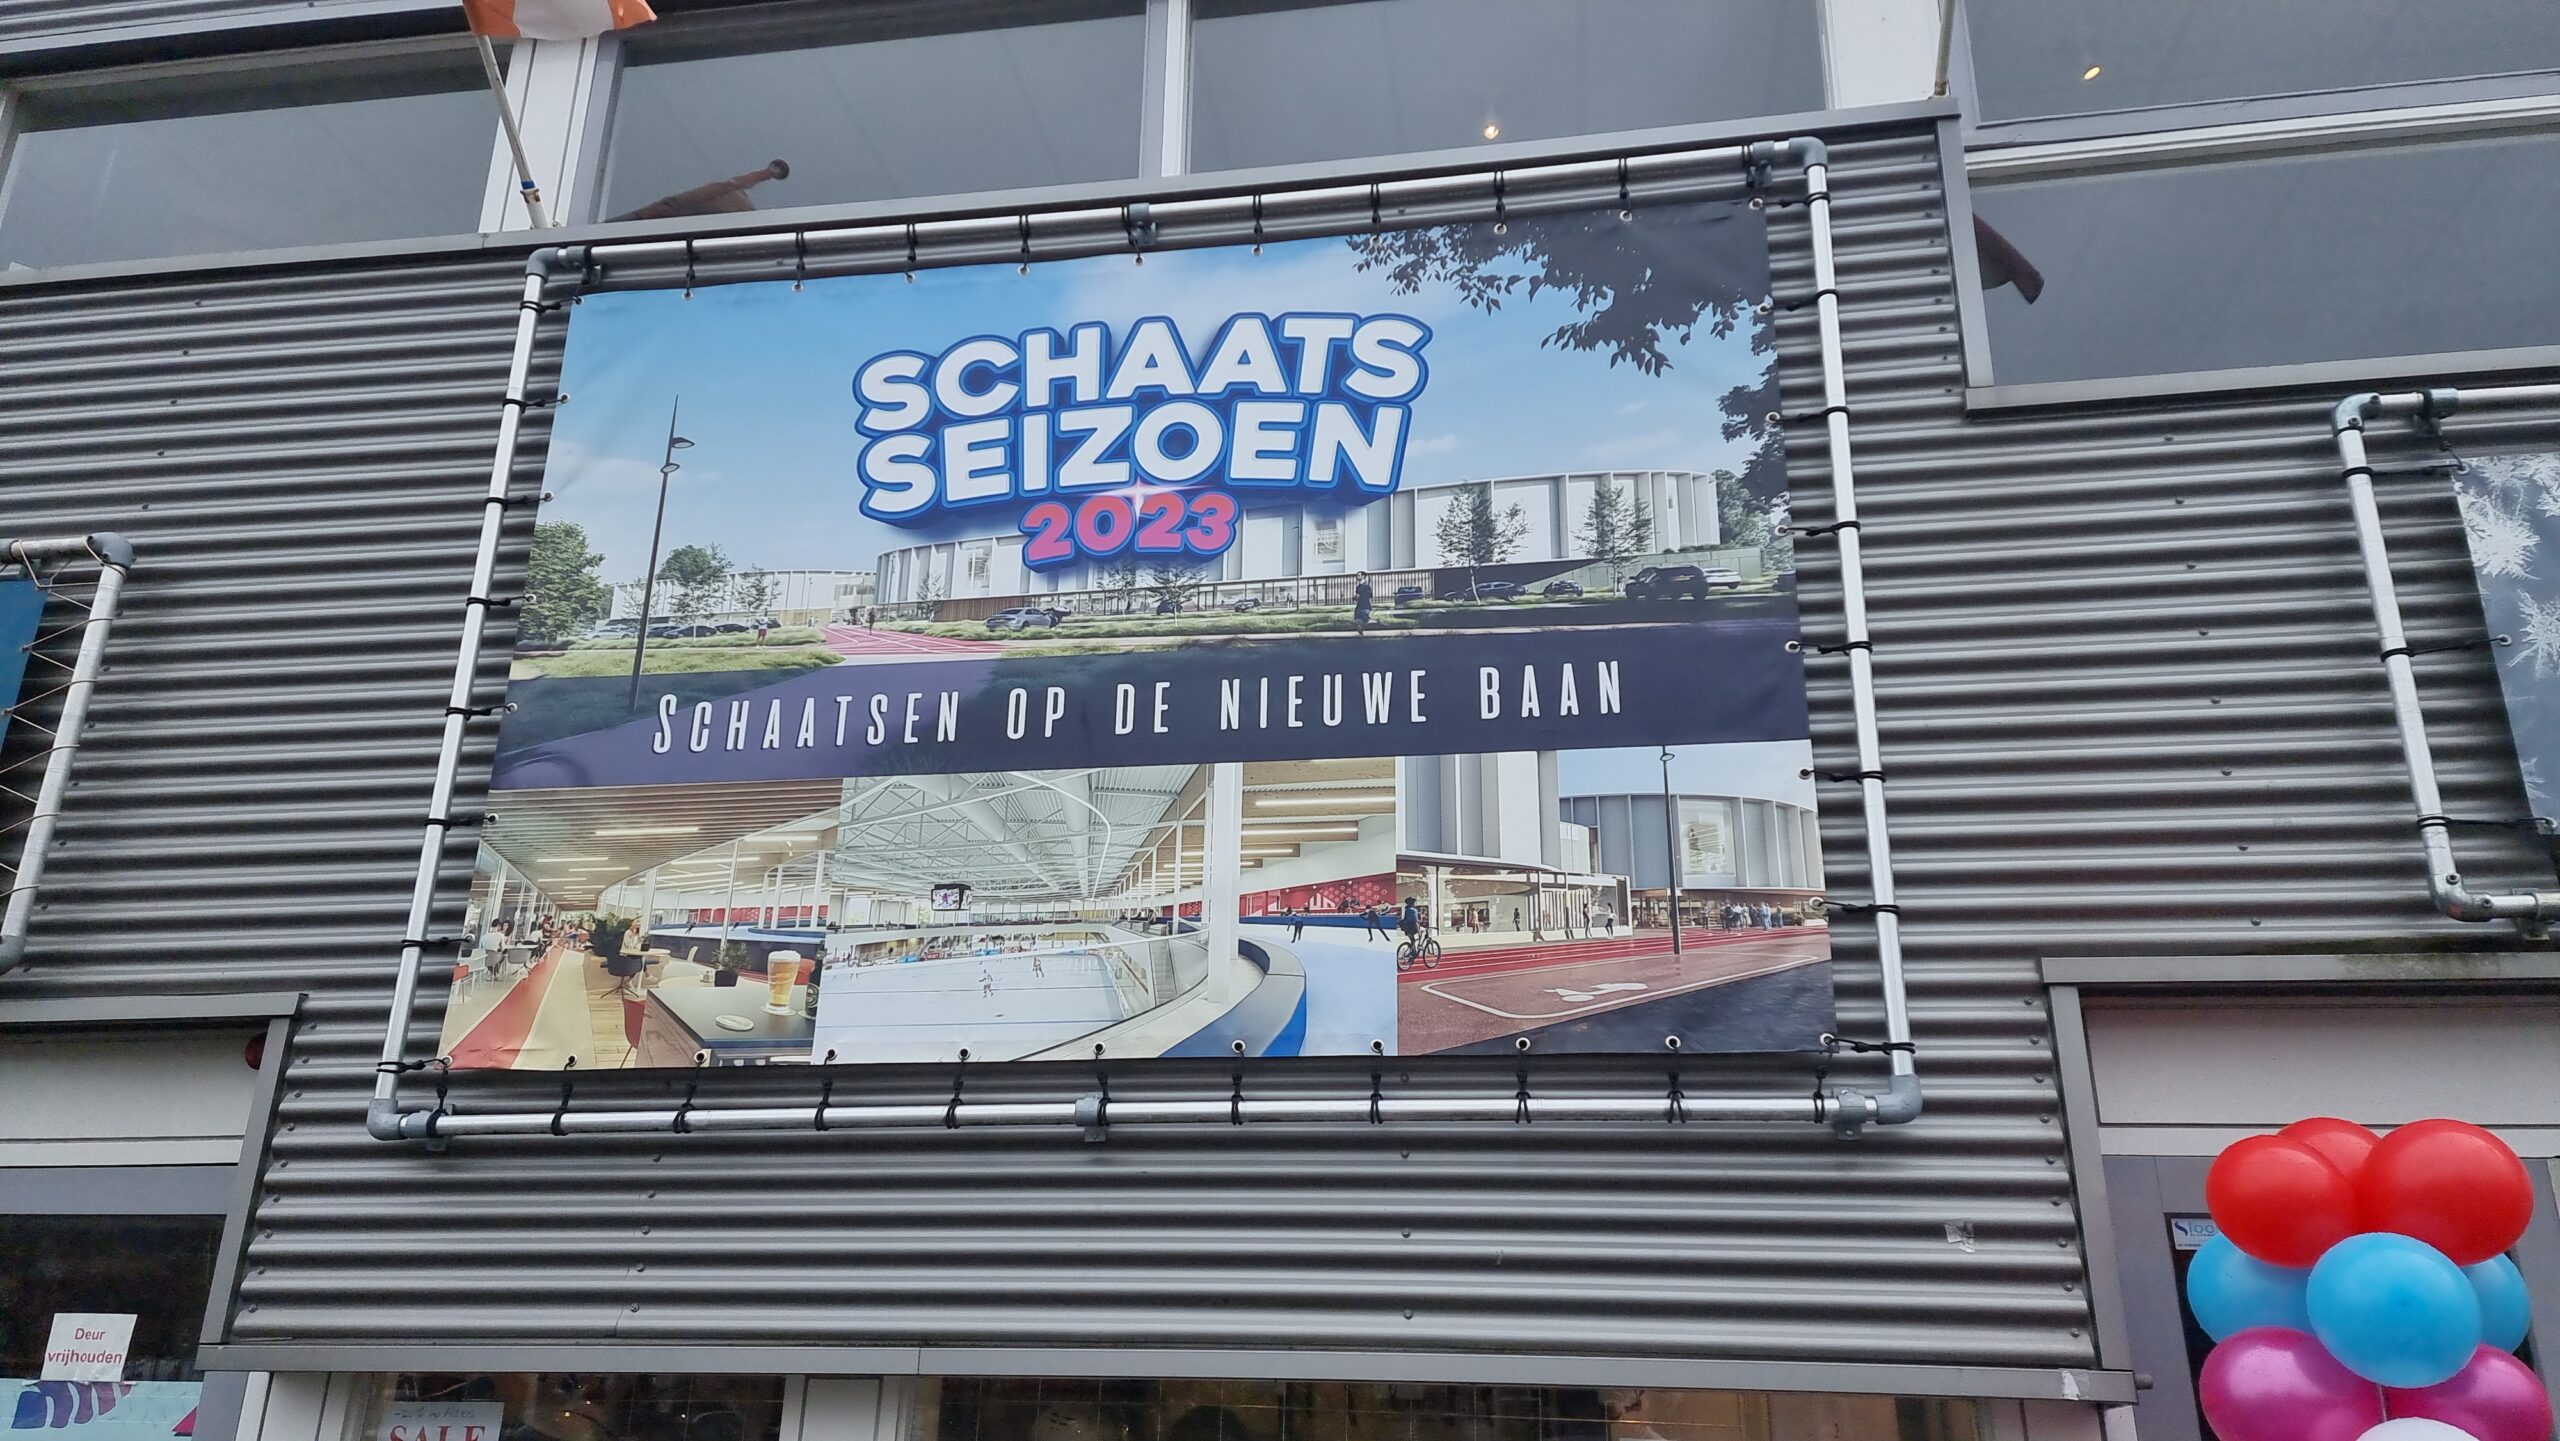 SCHAATS
SEIZOEN
2023
SCHAATSEN OP DE NIEUWE BAAN
Deur
vrijhouden
SALE